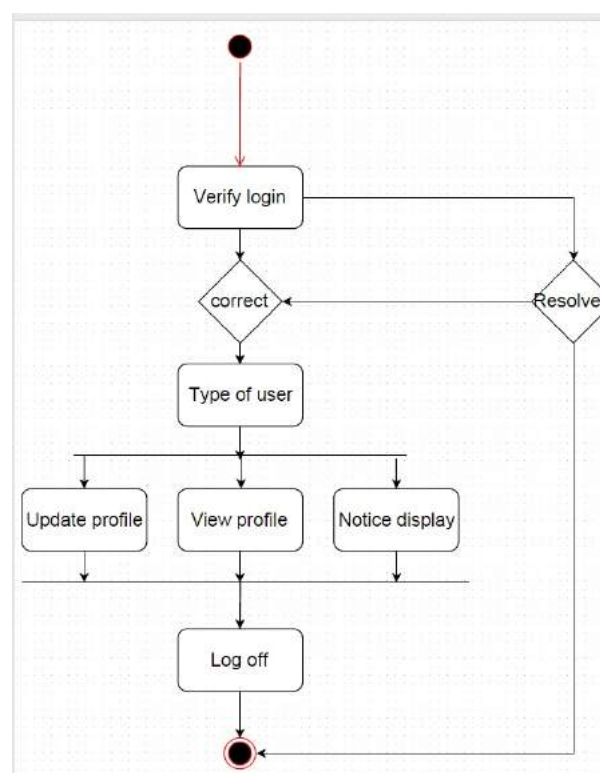 Verify login
correct
Resolve
Type of user
Update profile
View profile
Notice display
Log off